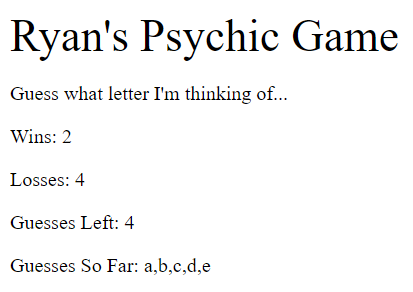 Ryan's Psychic Game
Guess what letter I'm thinking of...
Wins: 2
Losses: 4
Guesses Left: 4
Guesses So Far: a,b,c,d,e